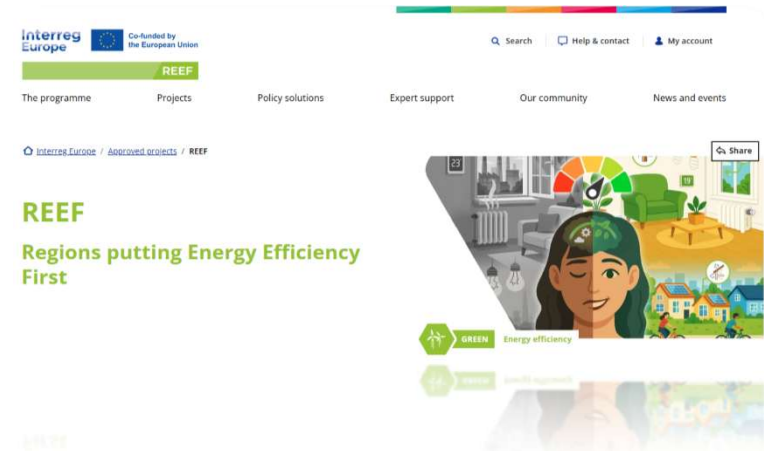 Interreg
Europe
Co-funded by
the European Union
REEF
Search
Help & contact
My account
The programme
Projects
Policy solutions
Expert support
Our community
News and events
Interreg Europe / Approved projects / REEF
Share
REEF
Regions putting Energy Efficiency
First
23°
19
GREEN
Energy efficiency